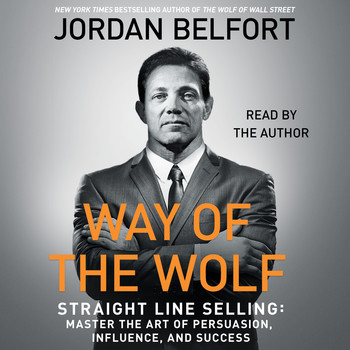 NEW YORK TIMES BESTSELLING AUTHOR OF THE WOLF OF WALL STREET
JORDAN BELFORT
READ BY
THE AUTHOR
WAY OF
THE WOLF
STRAIGHT LINE SELLING:
MASTER THE ART OF PERSUASION,
INFLUENCE, AND SUCCESS